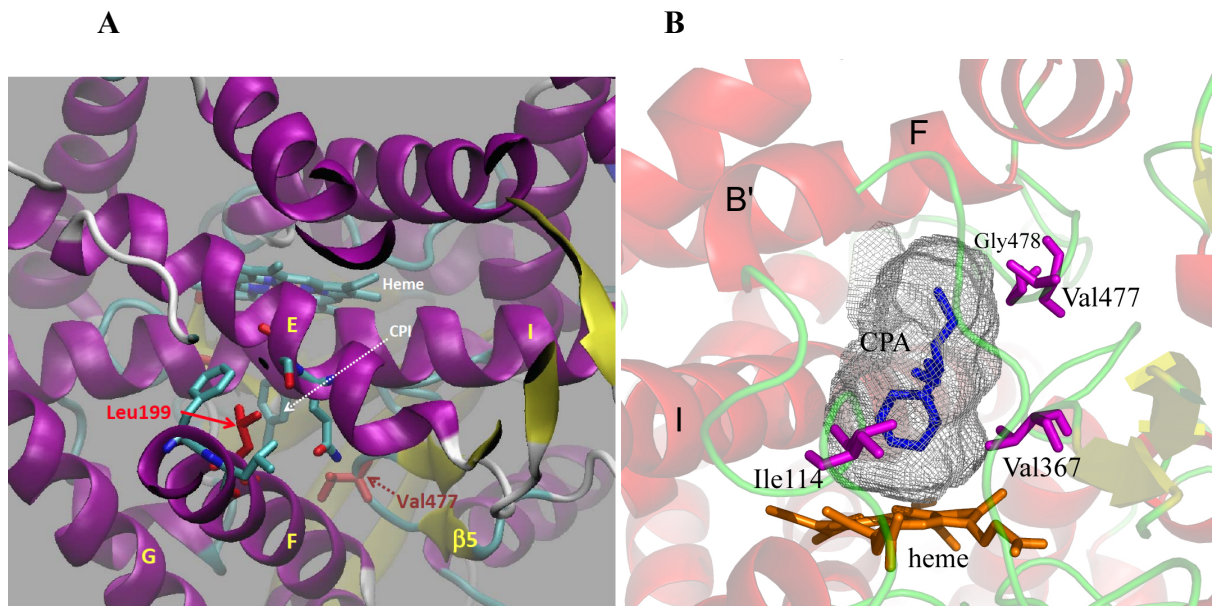 A
B
Heme
E
CPI
I
Leu199
Val477
G
F
β5
F
B'
Gly478
Val477
CPA
I
Ile114
Val367
heme